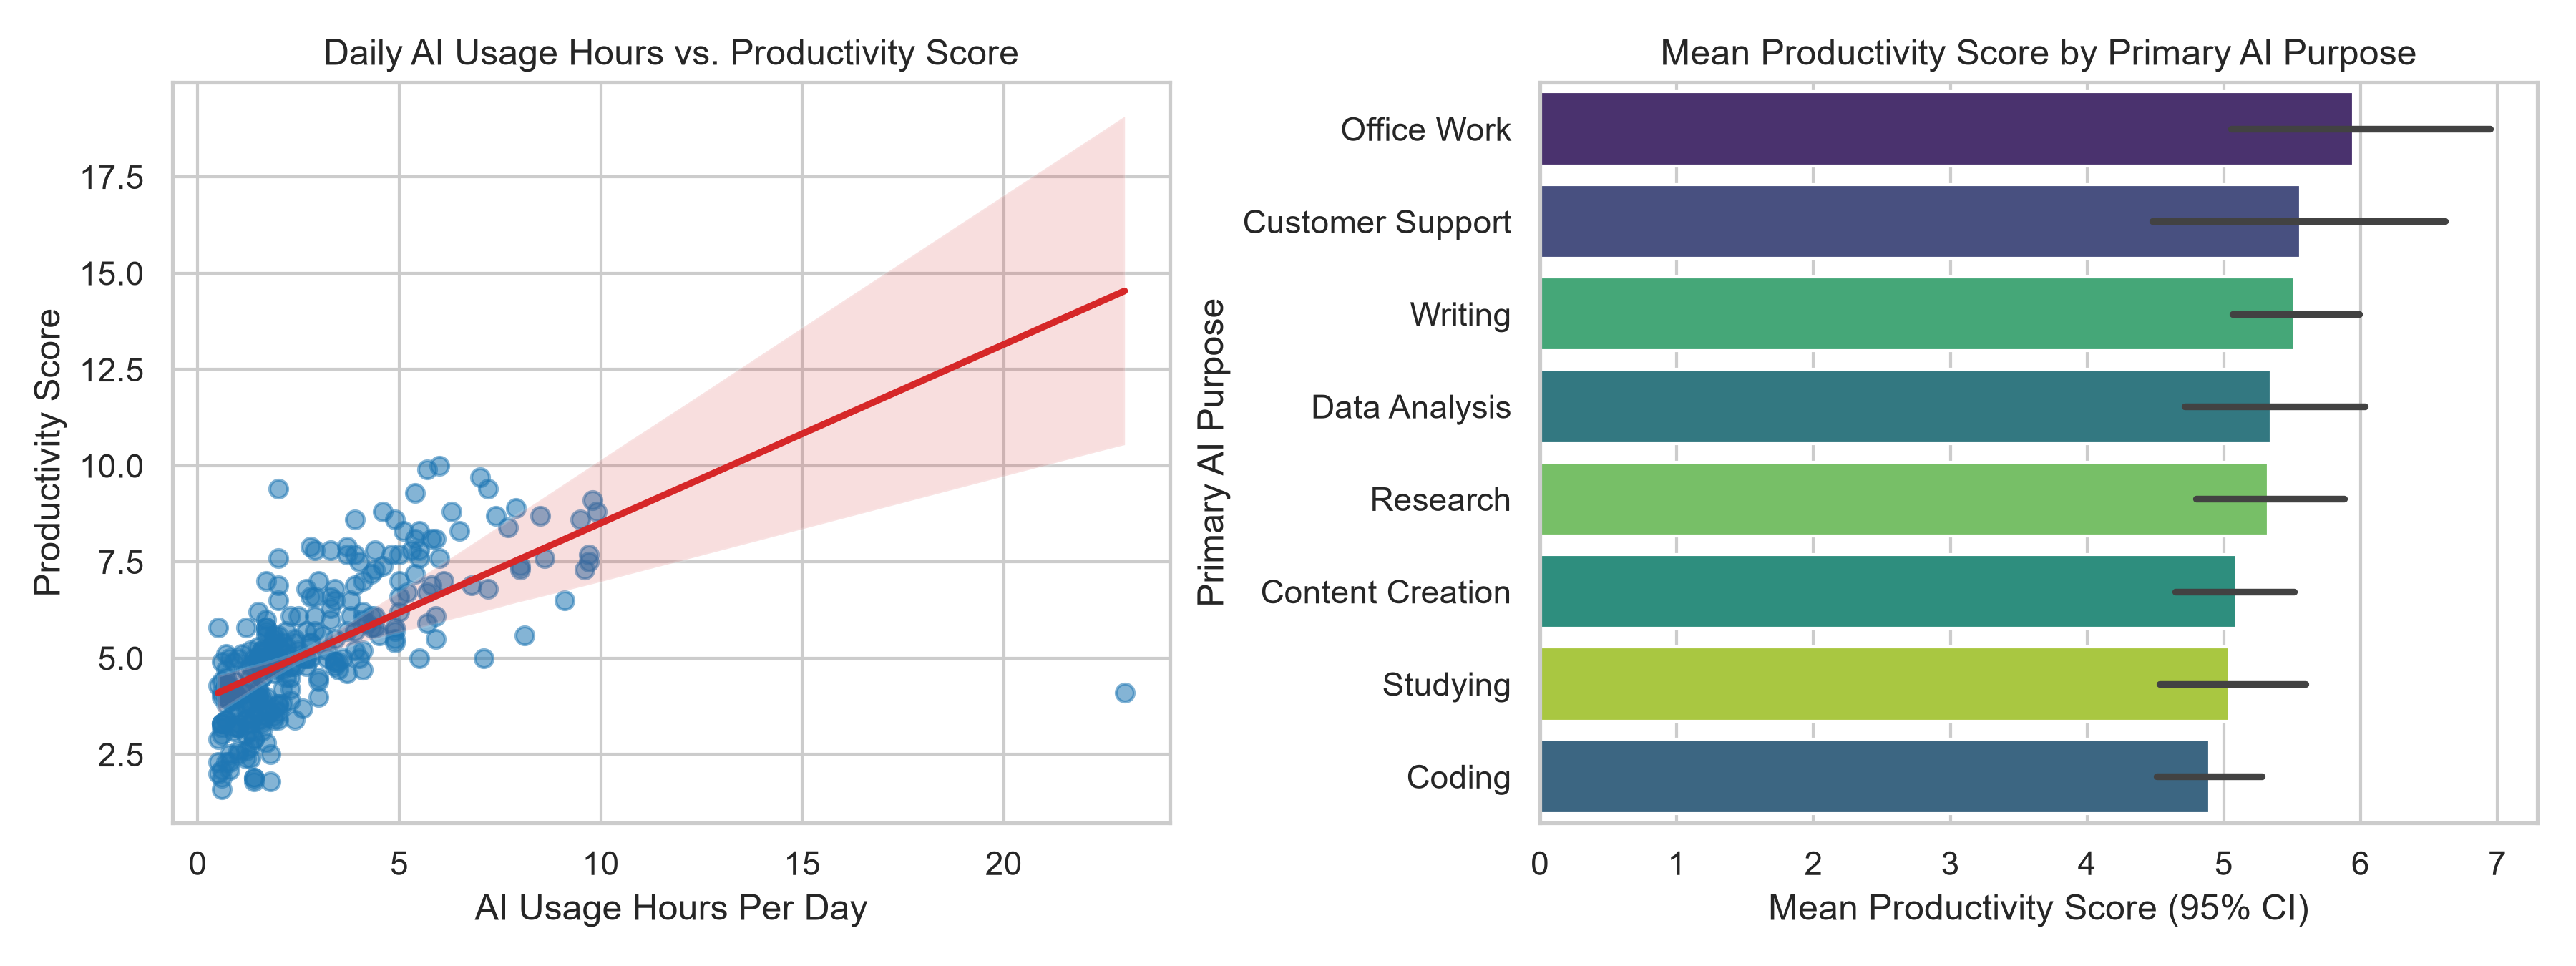 Daily AI Usage Hours vs. Productivity Score
Productivity Score
17.5
15.0
12.5
10.0
7.5
5.0
2.5
0
5
10
15
20
AI Usage Hours Per Day
Mean Productivity Score by Primary AI Purpose
Primary AI Purpose
Office Work
Customer Support
Writing
Data Analysis
Research
Content Creation
Studying
Coding
0
1
2
3
4
5
6
7
Mean Productivity Score (95% CI)